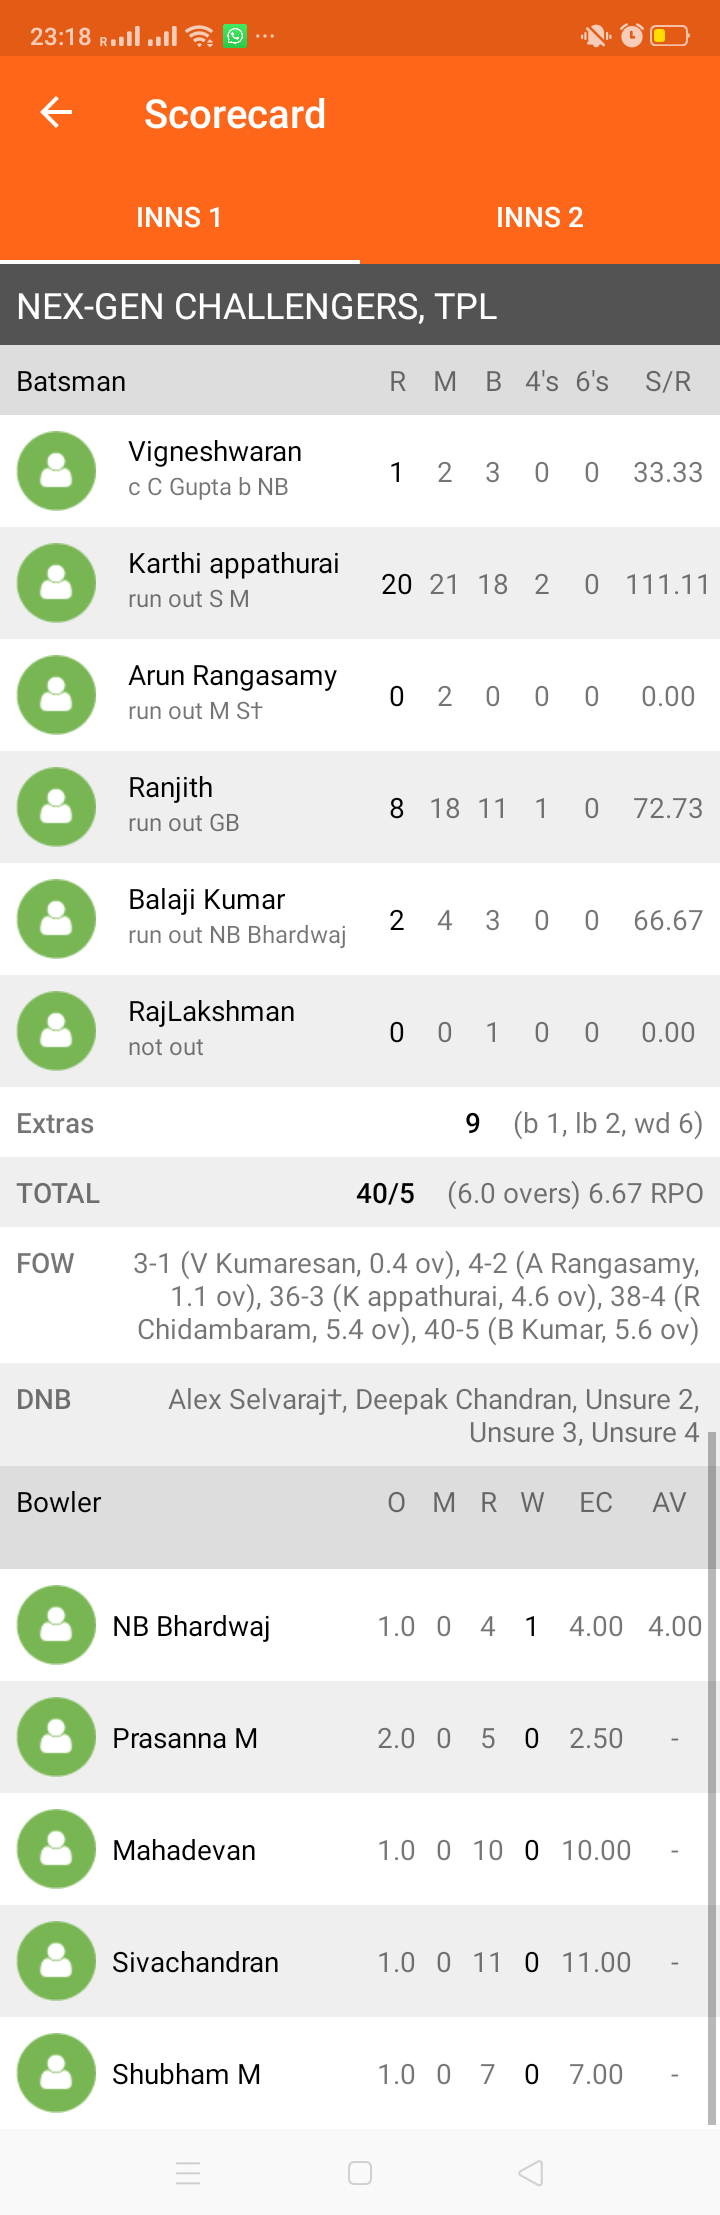 23:18 R ...
Scorecard
INNS 1 INNS 2
NEX-GEN CHALLENGERS, TPL
Batsman R M B 4's 6's S/R
Vigneshwaran
c C Gupta b NB 1 2 3 0 0 33.33
Karthi appathurai
run out S M 20 21 18 2 0 111.11
Arun Rangasamy
run out M S† 0 2 0 0 0 0.00
Ranjith
run out GB 8 18 11 1 0 72.73
Balaji Kumar
run out NB Bhardwaj 2 4 3 0 0 66.67
RajLakshman
not out 0 0 1 0 0 0.00
Extras 9 (b 1, lb 2, wd 6)
TOTAL 40/5 (6.0 overs) 6.67 RPO
FOW 3-1 (V Kumaresan, 0.4 ov), 4-2 (A Rangasamy,
1.1 ov), 36-3 (K appathurai, 4.6 ov), 38-4 (R
Chidambaram, 5.4 ov), 40-5 (B Kumar, 5.6 ov)
DNB Alex Selvaraj†, Deepak Chandran, Unsure 2,
Unsure 3, Unsure 4
Bowler O M R W EC AV
NB Bhardwaj 1.0 0 4 1 4.00 4.00
Prasanna M 2.0 0 5 0 2.50 -
Mahadevan 1.0 0 10 0 10.00 -
Sivachandran 1.0 0 11 0 11.00 -
Shubham M 1.0 0 7 0 7.00 -